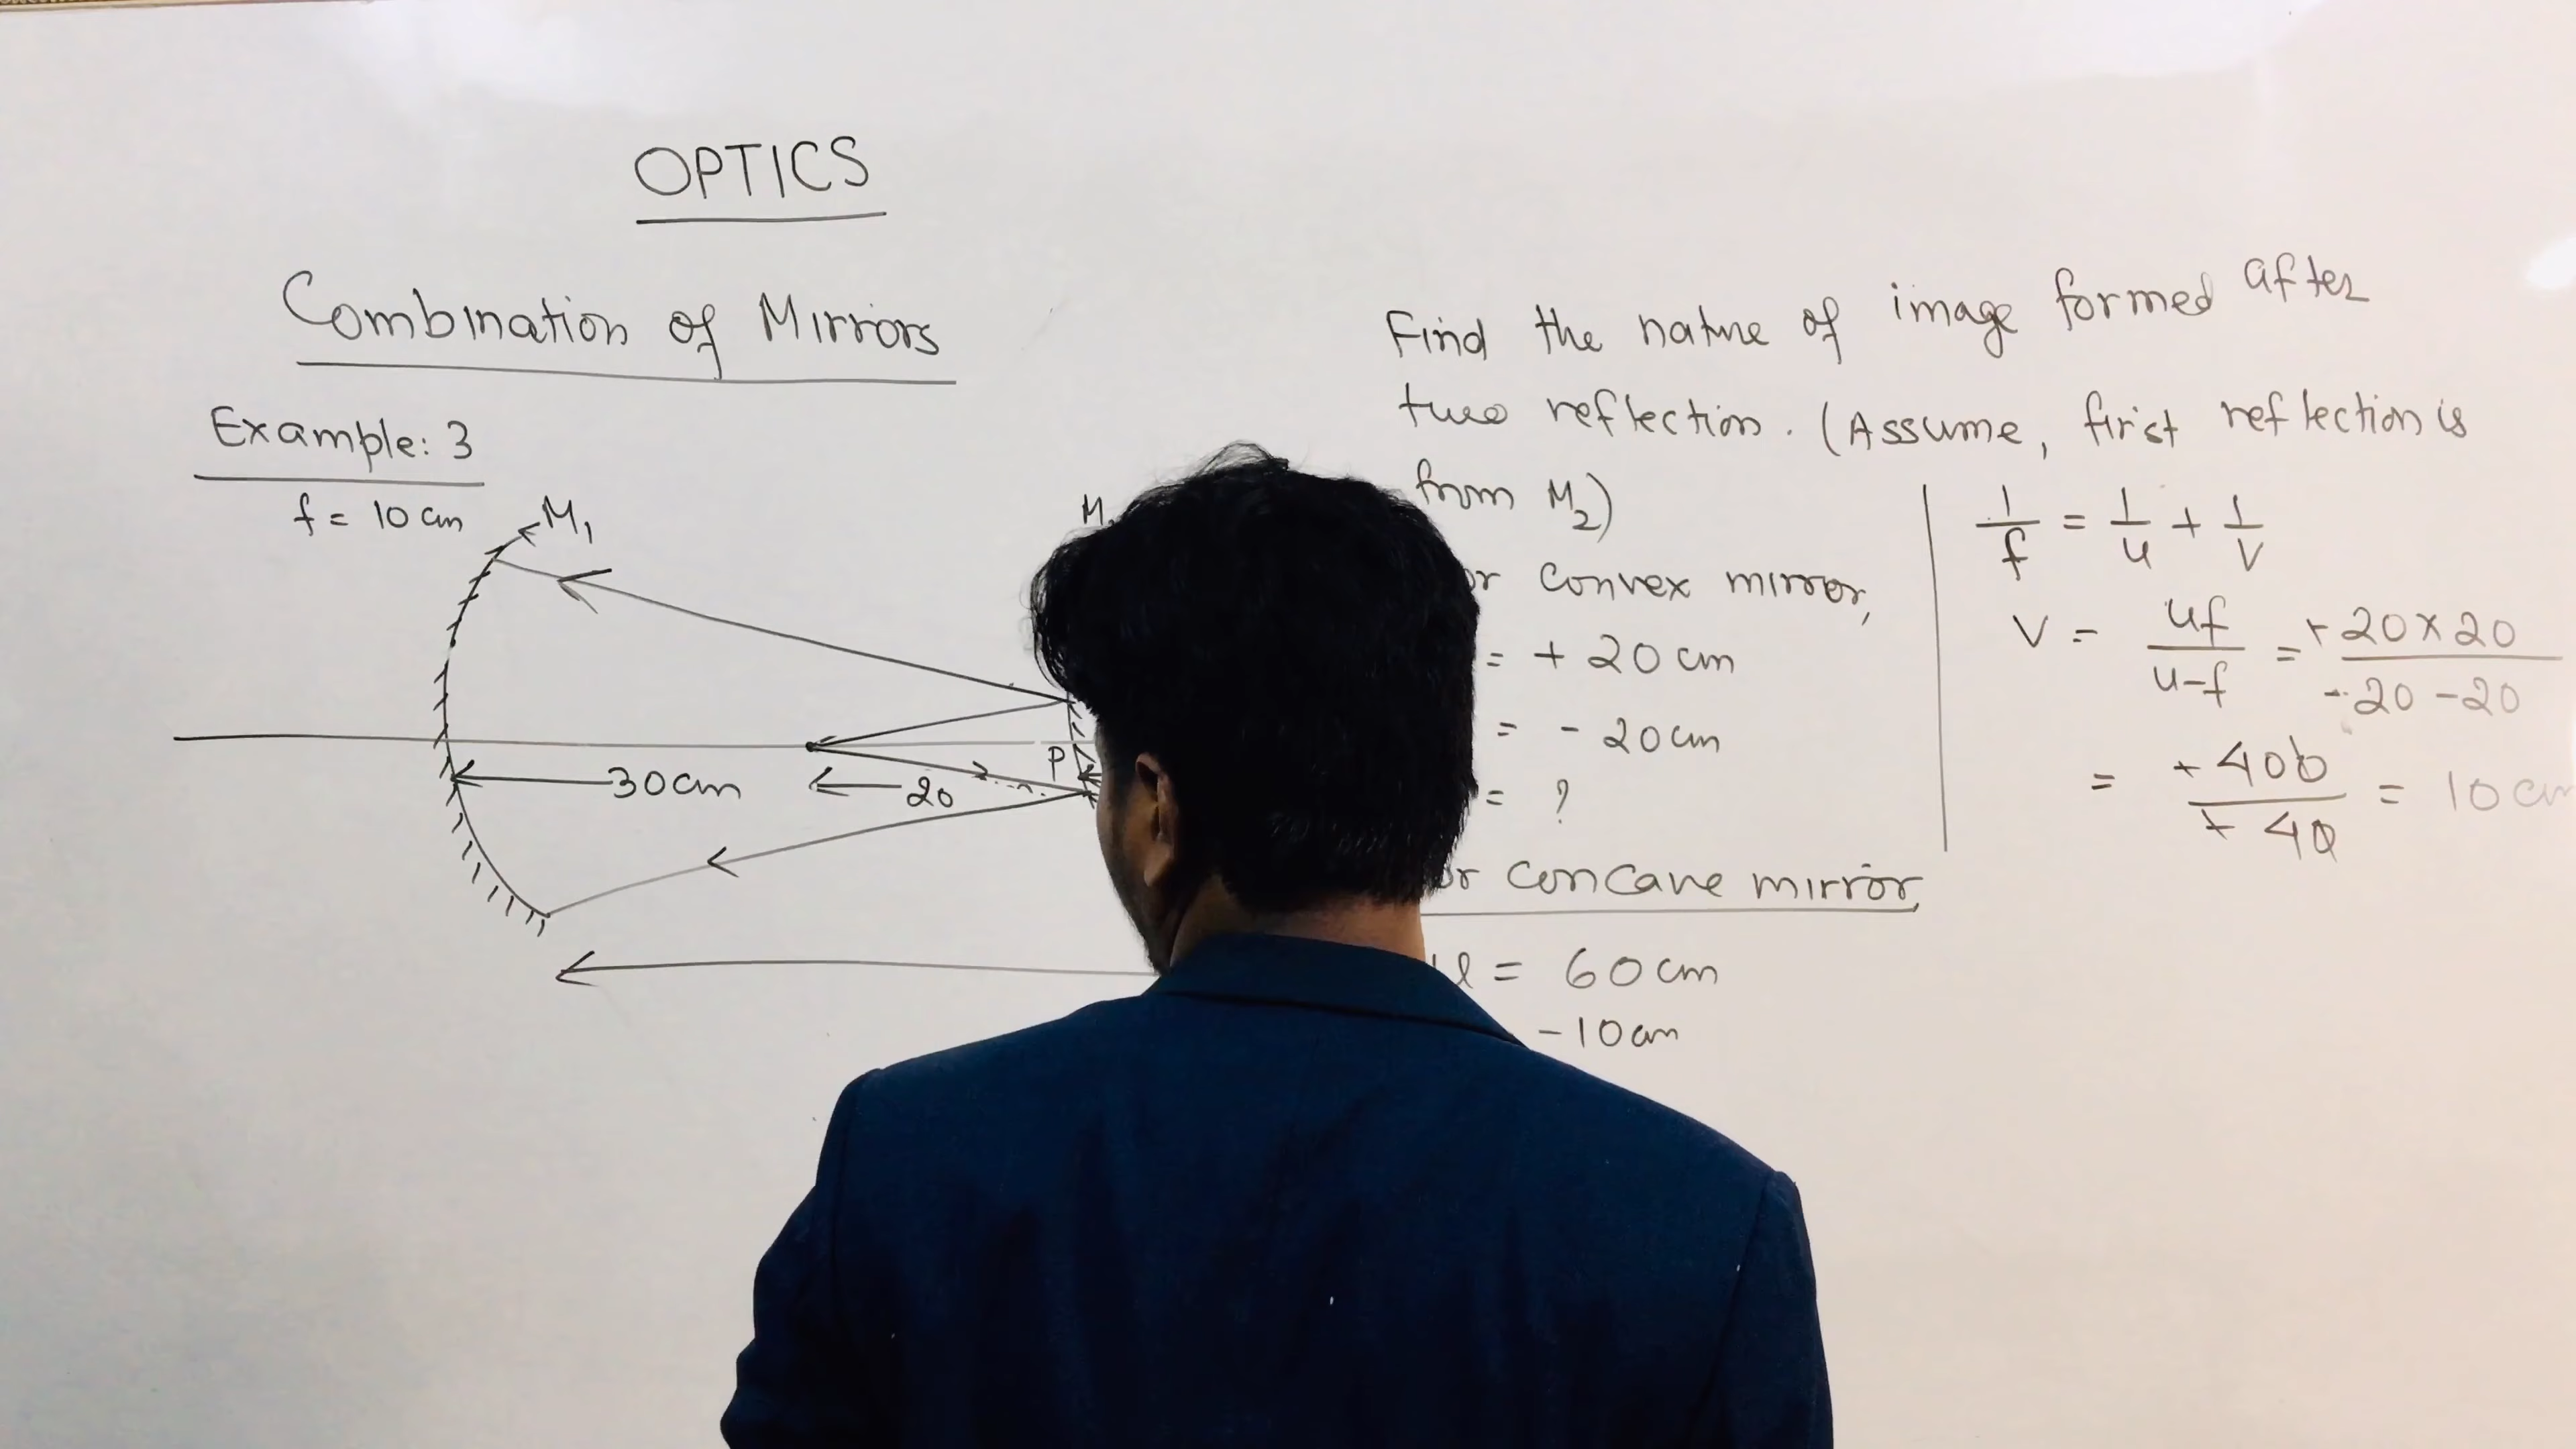 OPTICS
Combination of Mirrors
Example: 3
f = 10 cm
M1
M
30cm
20
P
Find the nature of image formed after
two reflection. (Assume, first reflection is
from M2)
or convex mirror,
= + 20 cm
= - 20cm
= ?
or concave mirror,
u = 60 cm
-10cm
1/f = 1/u + 1/v
v = uf/u-f = +20×20/-20-20
= +400/+40 = 10 cm